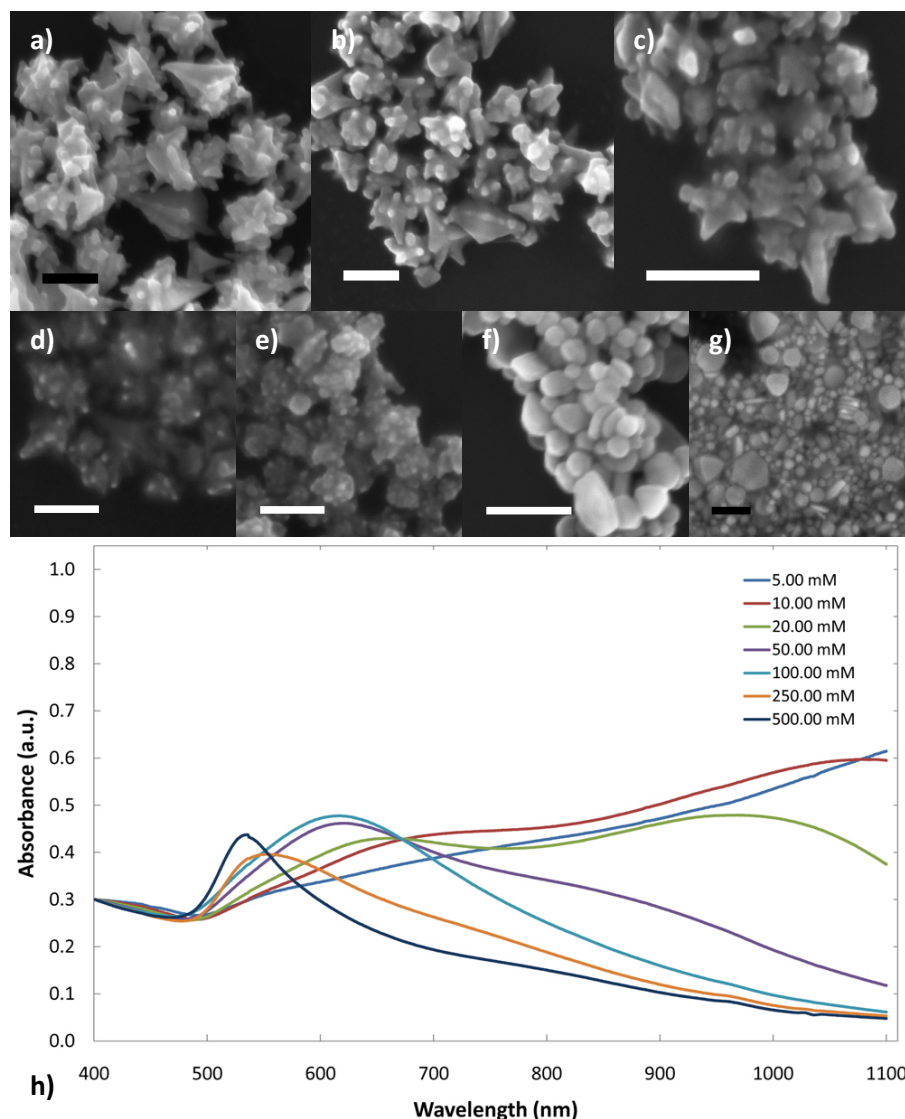 a)
b)
c)
d)
e)
f)
g)
1.0
0.9
0.8
0.7
0.6
0.5
0.4
0.3
0.2
0.1
0.0
Absorbance (a.u.)
5.00 mM
10.00 mM
20.00 mM
50.00 mM
100.00 mM
250.00 mM
500.00 mM
400 500 600 700 800 900 1000 1100
h)
Wavelength (nm)